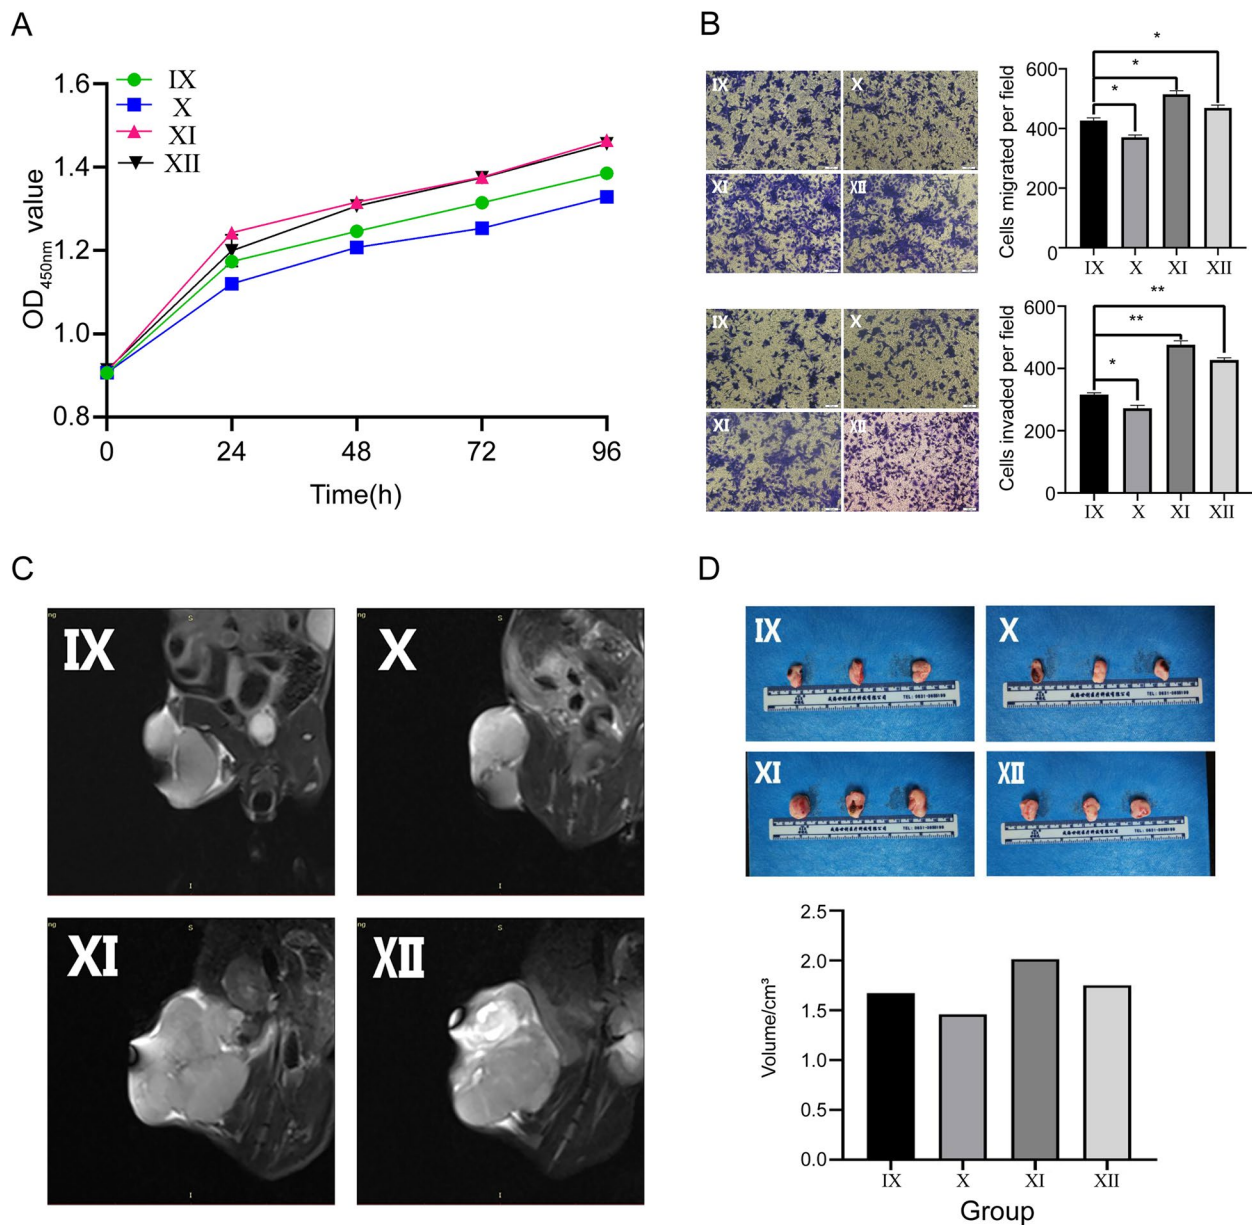 A
1.6
1.4
1.2
1.0
0.8
OD450nm value
IX
X
XI
XII
0
24
48
72
96
Time(h)
B
IX
X
XI
XII
Cells migrated per field
600
400
200
0
*
*
*
IX
X
XI
XII
IX
X
XI
XII
Cells invaded per field
600
400
200
0
**
**
*
IX
X
XI
XII
C
IX
S
I
X
S
I
XI
S
I
XII
S
I
D
IX
X
XI
XII
Volume/cm³
2.5
2.0
1.5
1.0
0.5
0.0
IX
X
XI
XII
Group